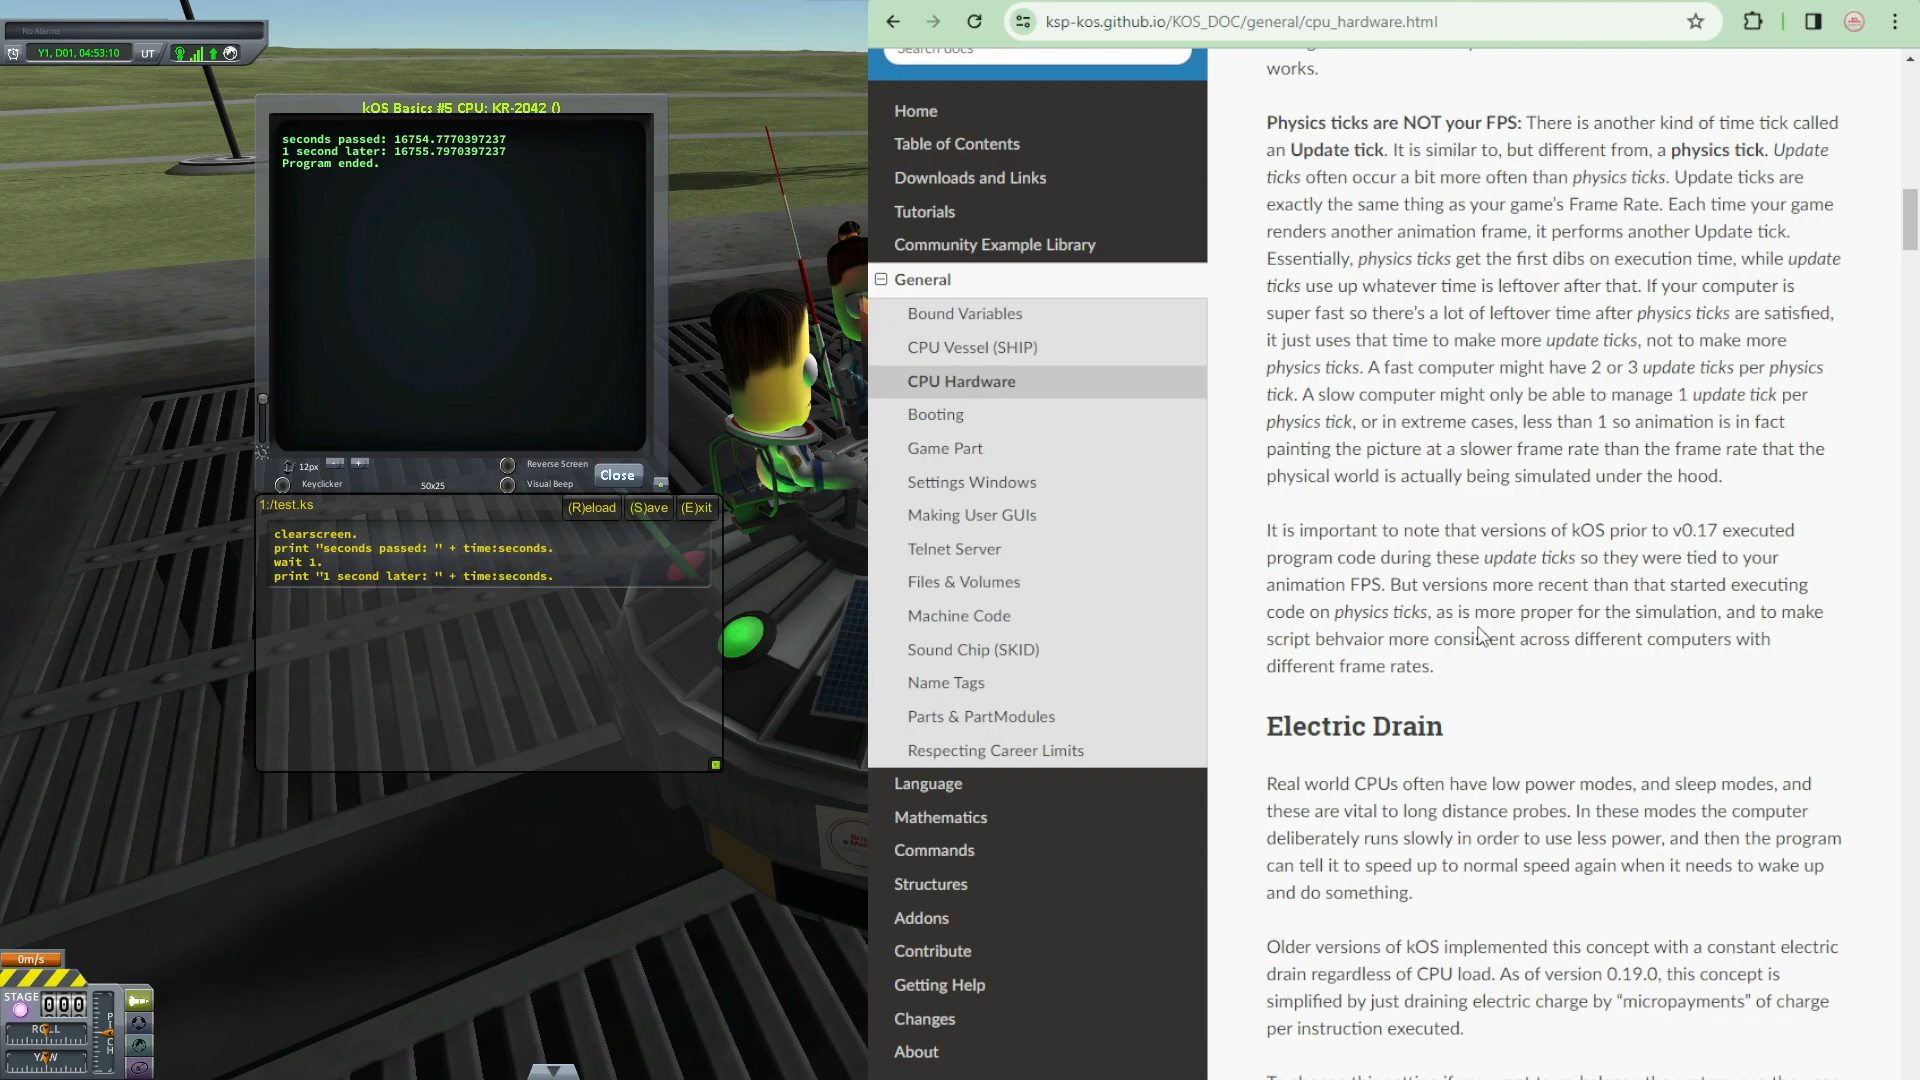 No Alarms
Y1, D01, 04:53:10
UT
kOS Basics #5 CPU: KR-2042 ()
seconds passed: 16754.7770397237
1 second later: 16755.7970397237
Program ended.
12px
-
+
Reverse Screen
Keyclicker
50x25
Visual Beep
Close
1:/test.ks
(R)eload
(S)ave
(E)xit
clearscreen.
print "seconds passed: " + time:seconds.
wait 1.
print "1 second later: " + time:seconds.
0m/s
STAGE
000
ROLL
YAW
PITCH
ksp-kos.github.io/KOS_DOC/general/cpu_hardware.html
Search docs
Home
Table of Contents
Downloads and Links
Tutorials
Community Example Library
General
Bound Variables
CPU Vessel (SHIP)
CPU Hardware
Booting
Game Part
Settings Windows
Making User GUIs
Telnet Server
Files & Volumes
Machine Code
Sound Chip (SKID)
Name Tags
Parts & PartModules
Respecting Career Limits
Language
Mathematics
Commands
Structures
Addons
Contribute
Getting Help
Changes
About
works.
Physics ticks are NOT your FPS: There is another kind of time tick called
an Update tick. It is similar to, but different from, a physics tick. Update
ticks often occur a bit more often than physics ticks. Update ticks are
exactly the same thing as your game's Frame Rate. Each time your game
renders another animation frame, it performs another Update tick.
Essentially, physics ticks get the first dibs on execution time, while update
ticks use up whatever time is leftover after that. If your computer is
super fast so there's a lot of leftover time after physics ticks are satisfied,
it just uses that time to make more update ticks, not to make more
physics ticks. A fast computer might have 2 or 3 update ticks per physics
tick. A slow computer might only be able to manage 1 update tick per
physics tick, or in extreme cases, less than 1 so animation is in fact
painting the picture at a slower frame rate than the frame rate that the
physical world is actually being simulated under the hood.
It is important to note that versions of kOS prior to v0.17 executed
program code during these update ticks so they were tied to your
animation FPS. But versions more recent than that started executing
code on physics ticks, as is more proper for the simulation, and to make
script behvaior more consistent across different computers with
different frame rates.
Electric Drain
Real world CPUs often have low power modes, and sleep modes, and
these are vital to long distance probes. In these modes the computer
deliberately runs slowly in order to use less power, and then the program
can tell it to speed up to normal speed again when it needs to wake up
and do something.
Older versions of kOS implemented this concept with a constant electric
drain regardless of CPU load. As of version 0.19.0, this concept is
simplified by just draining electric charge by “micropayments” of charge
per instruction executed.